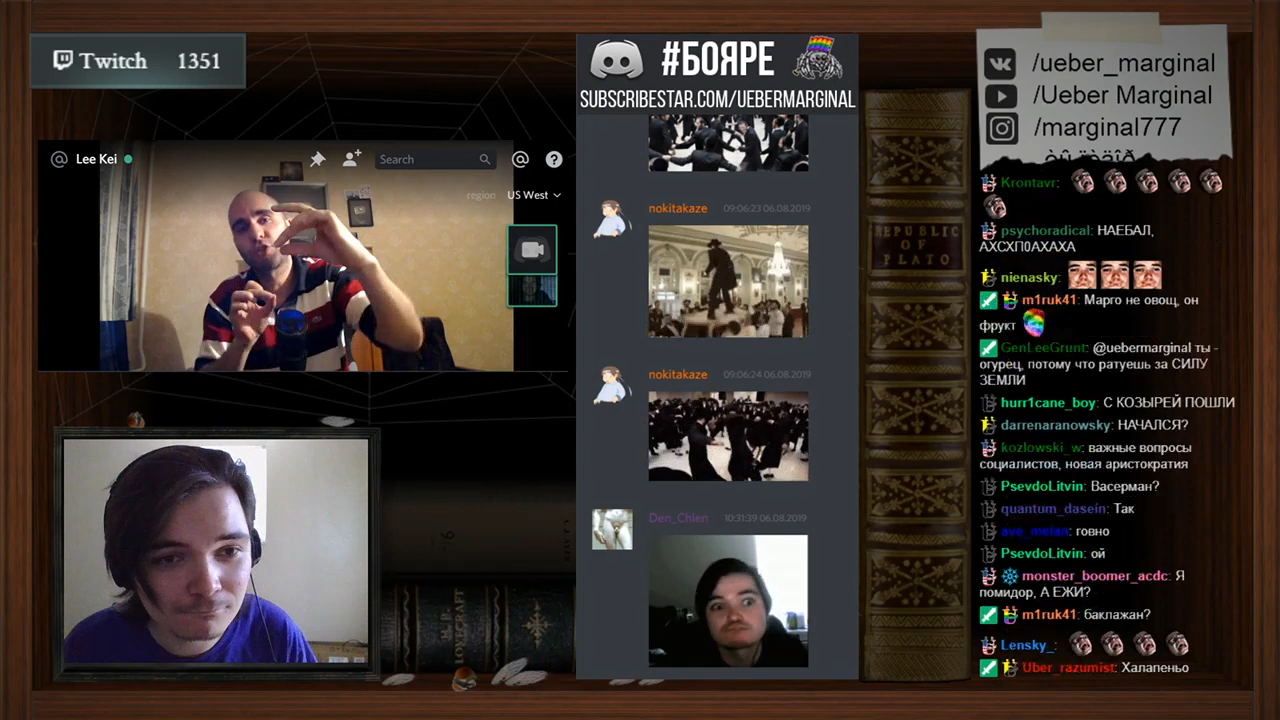 Twitch 1351
@ Lee Kei
Search
region US West
#БОЯРЕ
SUBSCRIBESTAR.COM/UEBERMARGINAL
nokitakaze 09:06:23 06.08.2019
nokitakaze 09:06:24 06.08.2019
Den_Chlen 10:31:39 06.08.2019
REPUBLIC
OF
PLATO
LOVECRAFT
/ueber_marginal
/Ueber Marginal
/marginal777
Krontavr:
psychoradical: НАЕБАЛ,
АХСХП0АХАХА
nienasky:
m1ruk41: Марго не овощ, он
фрукт
GenLeeGrunt: @uebermarginal ты -
огурец, потому что ратуешь за СИЛУ
ЗЕМЛИ
hurr1cane_boy: С КОЗЫРЕЙ ПОШЛИ
darrenaranowsky: НАЧАЛСЯ?
kozlowski_w: важные вопросы
социалистов, новая аристократия
PsevdoLitvin: Васерман?
quantum_dasein: Так
ave_meian: говно
PsevdoLitvin: ой
monster_boomer_acdc: Я
помидор, А ЕЖИ?
m1ruk41: баклажан?
Lensky_:
Uber_razumist: Халапеньо